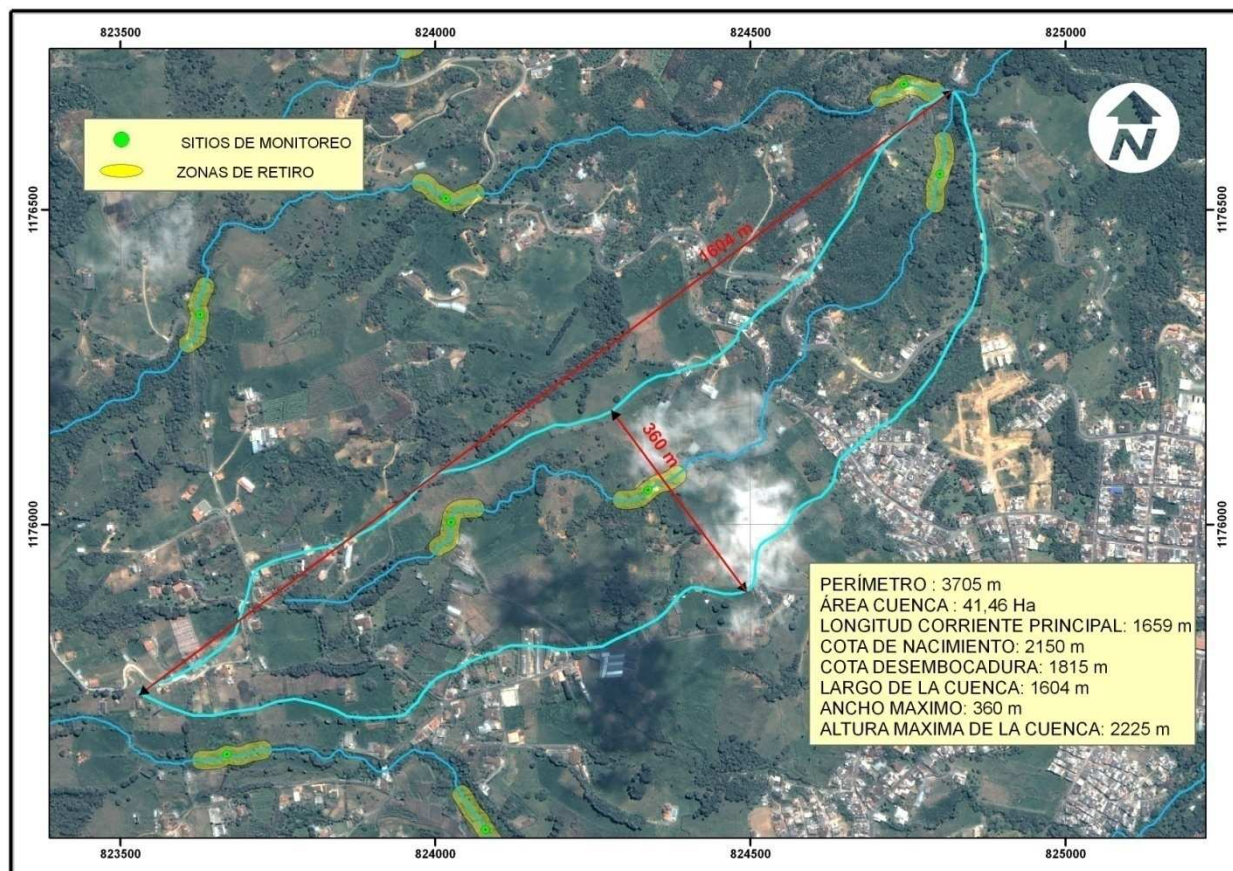 823500 824000 824500 825000
N
SITIOS DE MONITOREO
ZONAS DE RETIRO
1176500 1176500
1604 m
360 m
1176000 1176000
PERÍMETRO : 3705 m
ÁREA CUENCA : 41,46 Ha
LONGITUD CORRIENTE PRINCIPAL: 1659 m
COTA DE NACIMIENTO: 2150 m
COTA DESEMBOCADURA: 1815 m
LARGO DE LA CUENCA: 1604 m
ANCHO MAXIMO: 360 m
ALTURA MAXIMA DE LA CUENCA: 2225 m
823500 824000 824500 825000